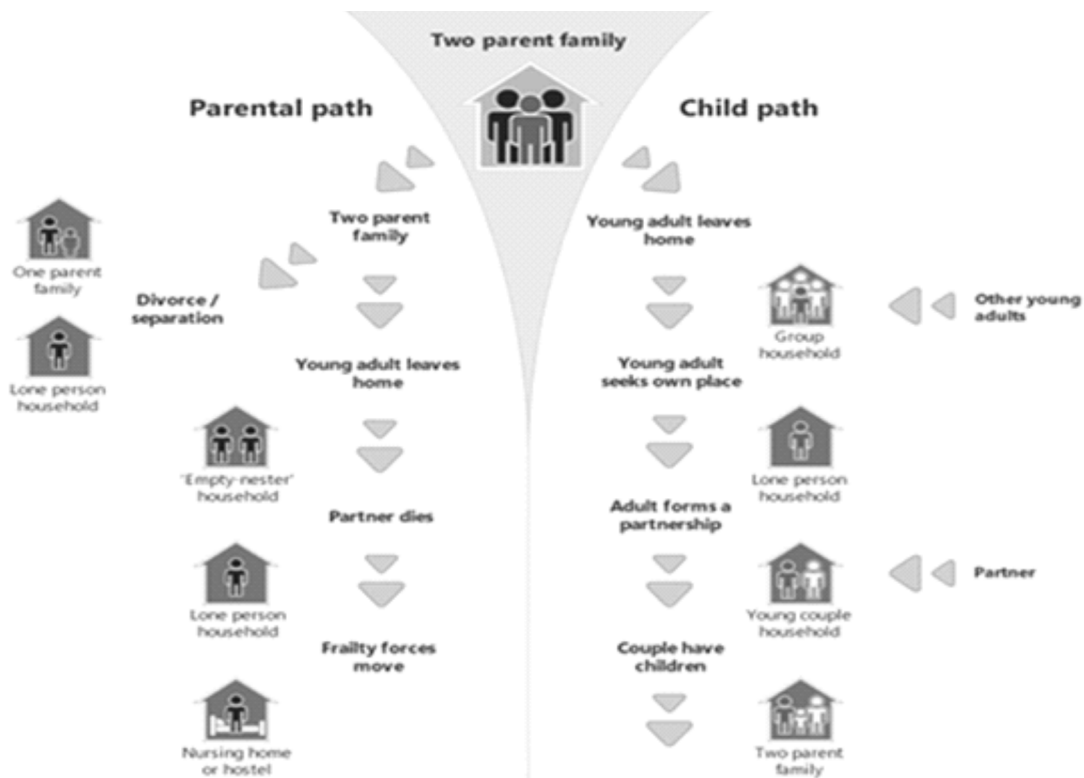 Two parent family
Parental path
Child path
Two parent
family
Young adult leaves
home
One parent
family
Divorce /
separation
Group
household
Other young
adults
Lone person
household
Young adult leaves
home
Young adult
seeks own place
'Empty-nester'
household
Lone person
household
Partner dies
Adult forms a
partnership
Lone person
household
Young couple
household
Partner
Frailty forces
move
Couple have
children
Nursing home
or hostel
Two parent
family